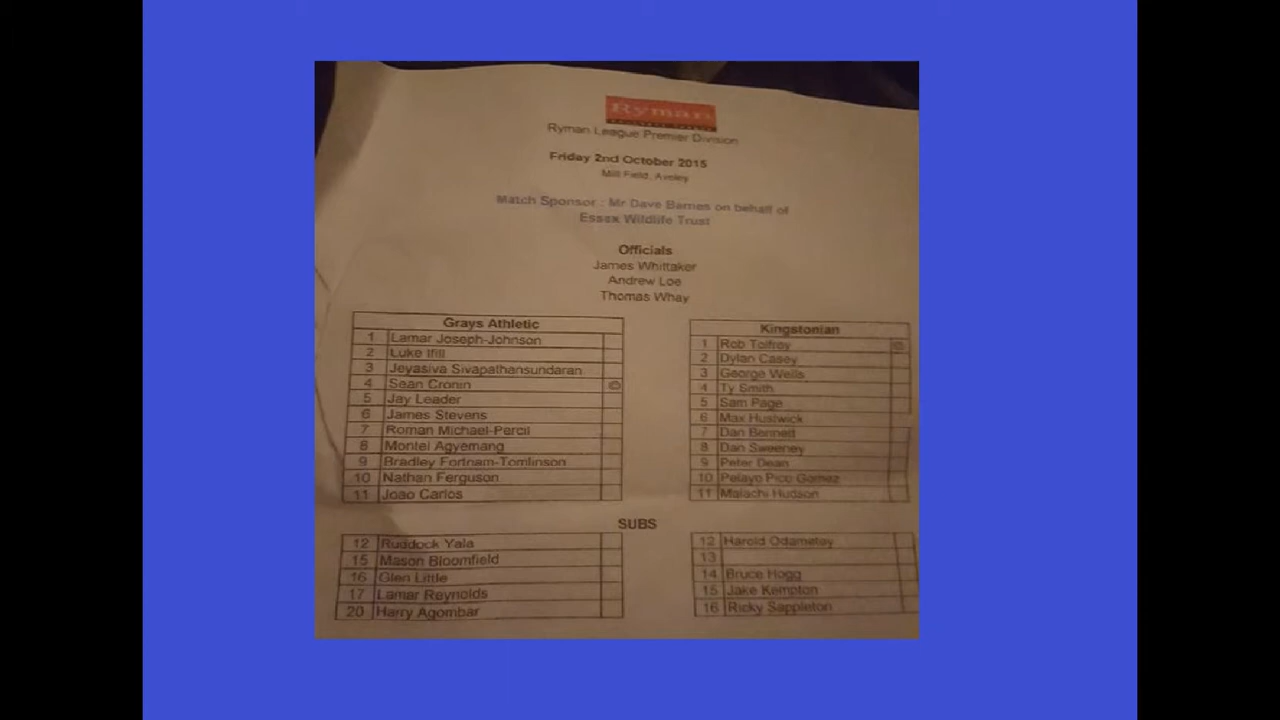 Ryman
Ryman League Premier Division
Friday 2nd October 2015
Mill Field, Aveley
Match Sponsor : Mr Dave Barnes on behalf of
Essex Wildlife Trust
Officials
James Whittaker
Andrew Loe
Thomas Whay
Grays Athletic
1 Lamar Joseph-Johnson
2 Luke Ifill
3 Jeyasiva Sivapathansundaran
4 Sean Cronin
5 Jay Leader
6 James Stevens
7 Roman Michael-Percil
8 Montel Agyemang
9 Bradley Fortnam-Tomlinson
10 Nathan Ferguson
11 Joao Carlos
Kingstonian
1 Rob Tolfrey
2 Dylan Casey
3 George Wells
4 Ty Smith
5 Sam Page
6 Max Hustwick
7 Dan Bennett
8 Dan Sweeney
9 Peter Dean
10 Pelayo Pico Gomez
11 Malachi Hudson
SUBS
12 Ruddock Yala
15 Mason Bloomfield
16 Glen Little
17 Lamar Reynolds
20 Harry Agombar
12 Harold Odametey
13
14 Bruce Hogg
15 Jake Kempton
16 Ricky Sappleton